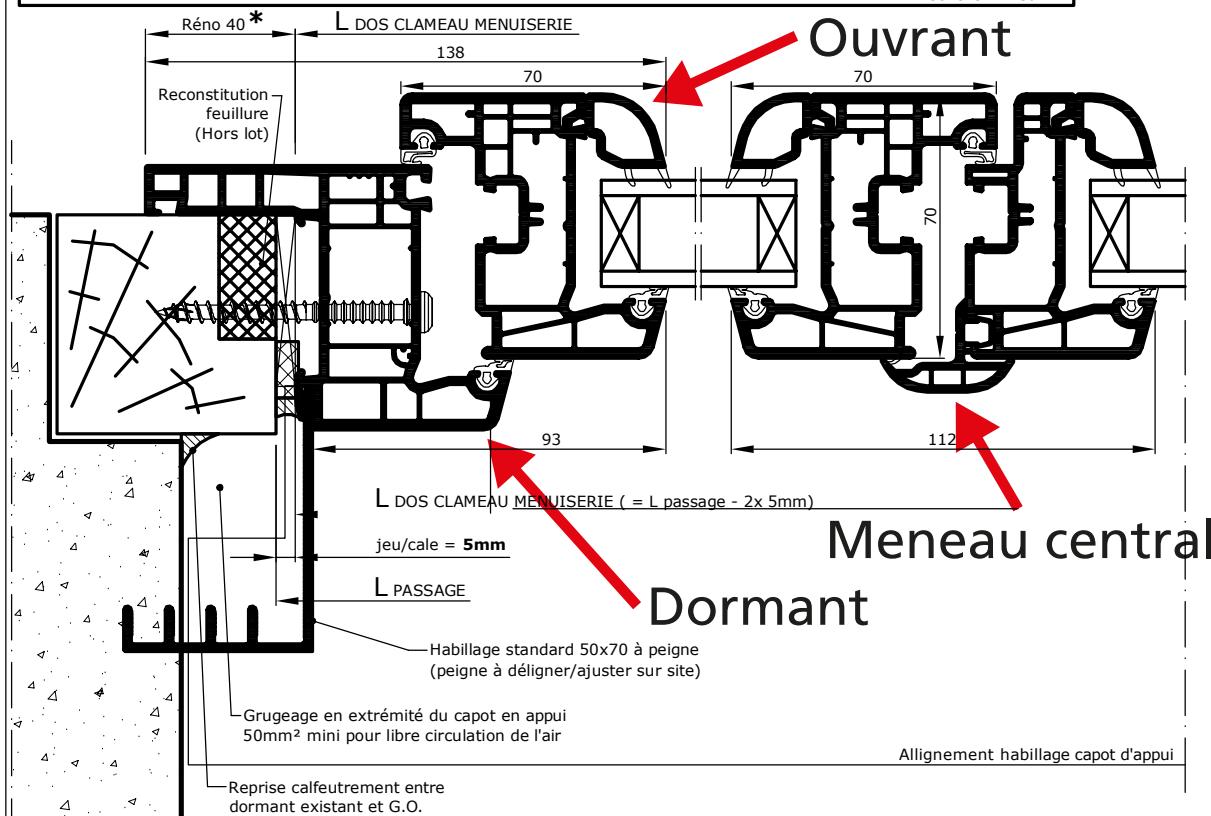 Réno 40*
L DOS CLAMEAU MENUISERIE
Ouvrant
138
70
70
Reconstitution
feuillure
(Hors lot)
70
93
112
L DOS CLAMEAU MENUISERIE ( = L passage - 2x 5mm)
Meneau central
jeu/cale = 5mm
L PASSAGE
Dormant
Habillage standard 50x70 à peigne
(peigne à déligner/ajuster sur site)
Grugeage en extrémité du capot en appui
50mm² mini pour libre circulation de l'air
Allignement habillage capot d'appui
Reprise calfeutrement entre
dormant existant et G.O.